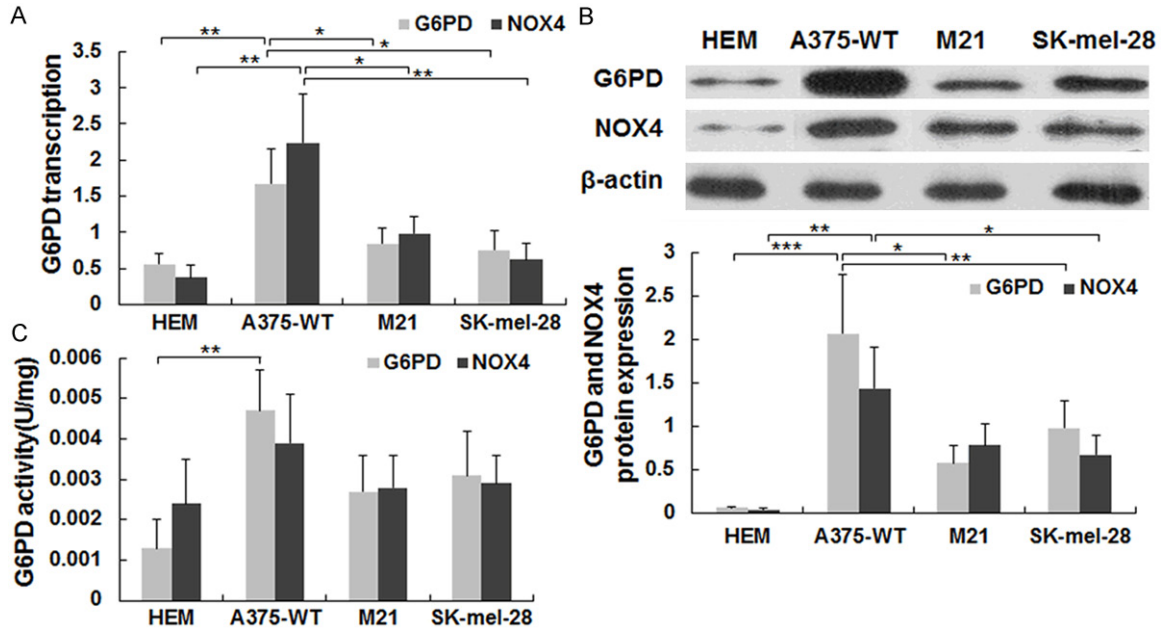 A
G6PD NOX4
** * *
** * **
G6PD transcription
3.5
3
2.5
2
1.5
1
0.5
0
HEM A375-WT M21 SK-mel-28
B
HEM A375-WT M21 SK-mel-28
G6PD
NOX4
β-actin
** *
*** * **
G6PD and NOX4
protein expression
G6PD NOX4
3
2.5
2
1.5
1
0.5
0
HEM A375-WT M21 SK-mel-28
C
**
G6PD NOX4
G6PD activity(U/mg)
0.006
0.005
0.004
0.003
0.002
0.001
0
HEM A375-WT M21 SK-mel-28